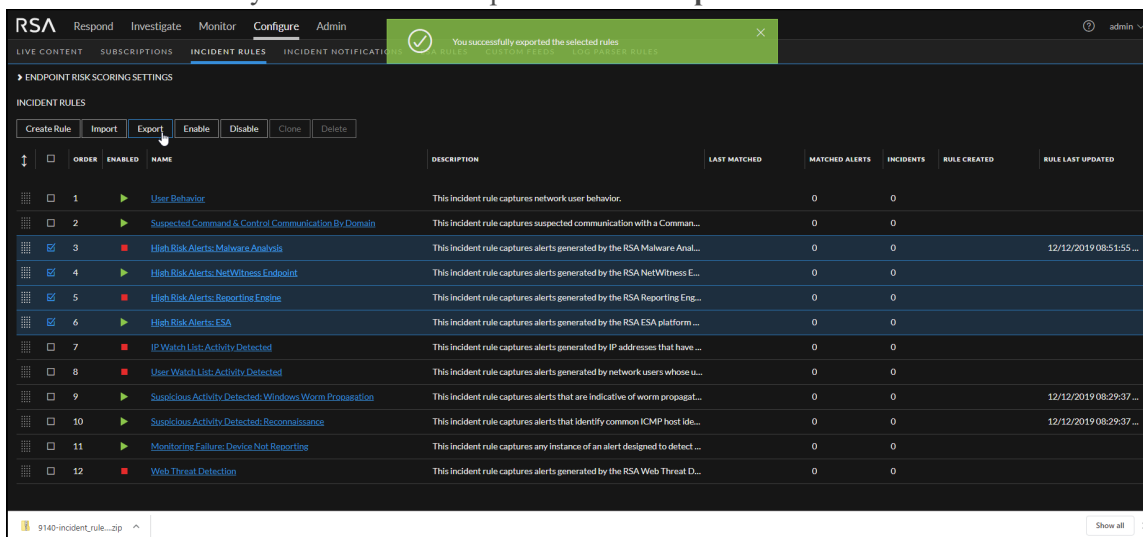 RSA Respond Investigate Monitor Configure Admin admin
You successfully exported the selected rules
LIVE CONTENT SUBSCRIPTIONS INCIDENT RULES INCIDENT NOTIFICATIONS RULES CUSTOM FEEDS LOG PARSER RULES
ENDPOINT RISK SCORING SETTINGS
INCIDENT RULES
Create Rule Import Export Enable Disable Clone Delete
ORDER ENABLED NAME DESCRIPTION LAST MATCHED MATCHED ALERTS INCIDENTS RULE CREATED RULE LAST UPDATED
1 User Behavior This incident rule captures network user behavior. 0 0
2 Suspected Command & Control Communication By Domain This incident rule captures suspected communication with a Comman... 0 0
3 High Risk Alerts: Malware Analysis This incident rule captures alerts generated by the RSA Malware Anal... 0 0 12/12/2019 08:51:55 ...
4 High Risk Alerts: NetWitness Endpoint This incident rule captures alerts generated by the RSA NetWitness E... 0 0
5 High Risk Alerts: Reporting Engine This incident rule captures alerts generated by the RSA Reporting Eng... 0 0
6 High Risk Alerts: ESA This incident rule captures alerts generated by the RSA ESA platform ... 0 0
7 IP Watch List: Activity Detected This incident rule captures alerts generated by IP addresses that have ... 0 0
8 User Watch List: Activity Detected This incident rule captures alerts generated by network users whose u... 0 0
9 Suspicious Activity Detected: Windows Worm Propagation This incident rule captures alerts that are indicative of worm propagat... 0 0 12/12/2019 08:29:37 ...
10 Suspicious Activity Detected: Reconnaissance This incident rule captures alerts that identify common ICMP host ide... 0 0 12/12/2019 08:29:37 ...
11 Monitoring Failure: Device Not Reporting This incident rule captures any instance of an alert designed to detect ... 0 0
12 Web Threat Detection This incident rule captures alerts generated by the RSA Web Threat D... 0 0
9140-incident_rule....zip Show all